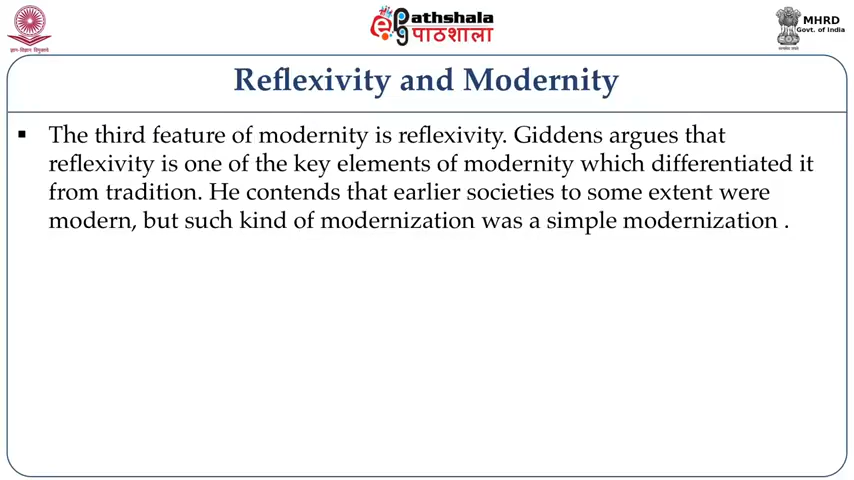 ePathshala
पाठशाला
MHRD
Govt. of India
Reflexivity and Modernity
▪ The third feature of modernity is reflexivity. Giddens argues that
reflexivity is one of the key elements of modernity which differentiated it
from tradition. He contends that earlier societies to some extent were
modern, but such kind of modernization was a simple modernization .